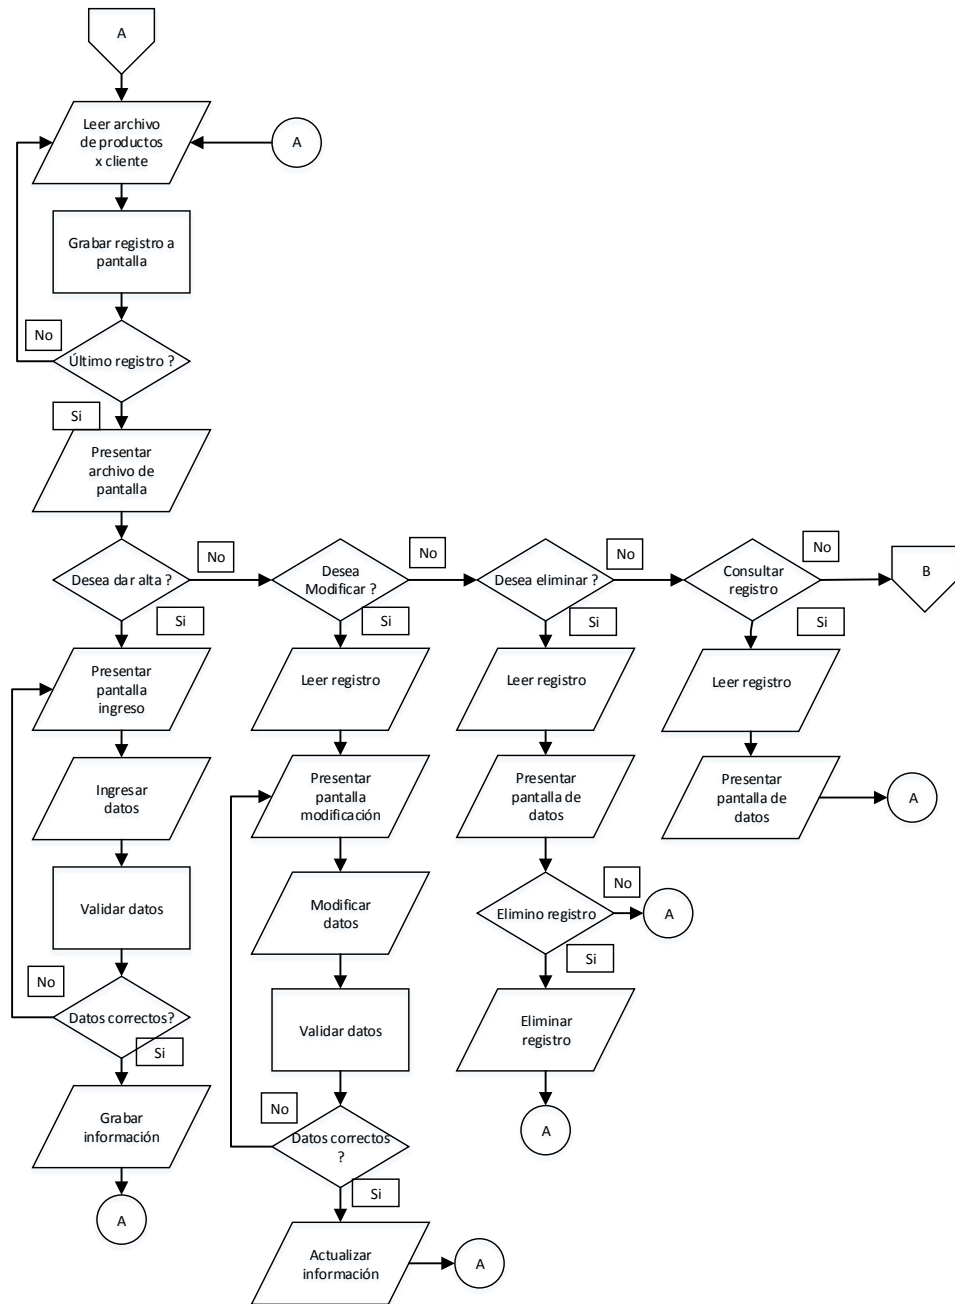 A
Leer archivo
de productos
x cliente
A
Grabar registro a
pantalla
No
Último registro ?
Si
Presentar
archivo de
pantalla
Desea dar alta ?
No
Si
Desea
Modificar ?
No
Si
Desea eliminar ?
No
Si
Consultar
registro
No
Si
B
Presentar
pantalla
ingreso
Ingresar
datos
Validar datos
No
Datos correctos?
Si
Grabar
información
A
Leer registro
Presentar
pantalla
modificación
Modificar
datos
Validar datos
No
Datos correctos
?
Si
Actualizar
información
A
Leer registro
Presentar
pantalla de
datos
Elimino registro
No
A
Si
Eliminar
registro
A
Leer registro
Presentar
pantalla de
datos
A